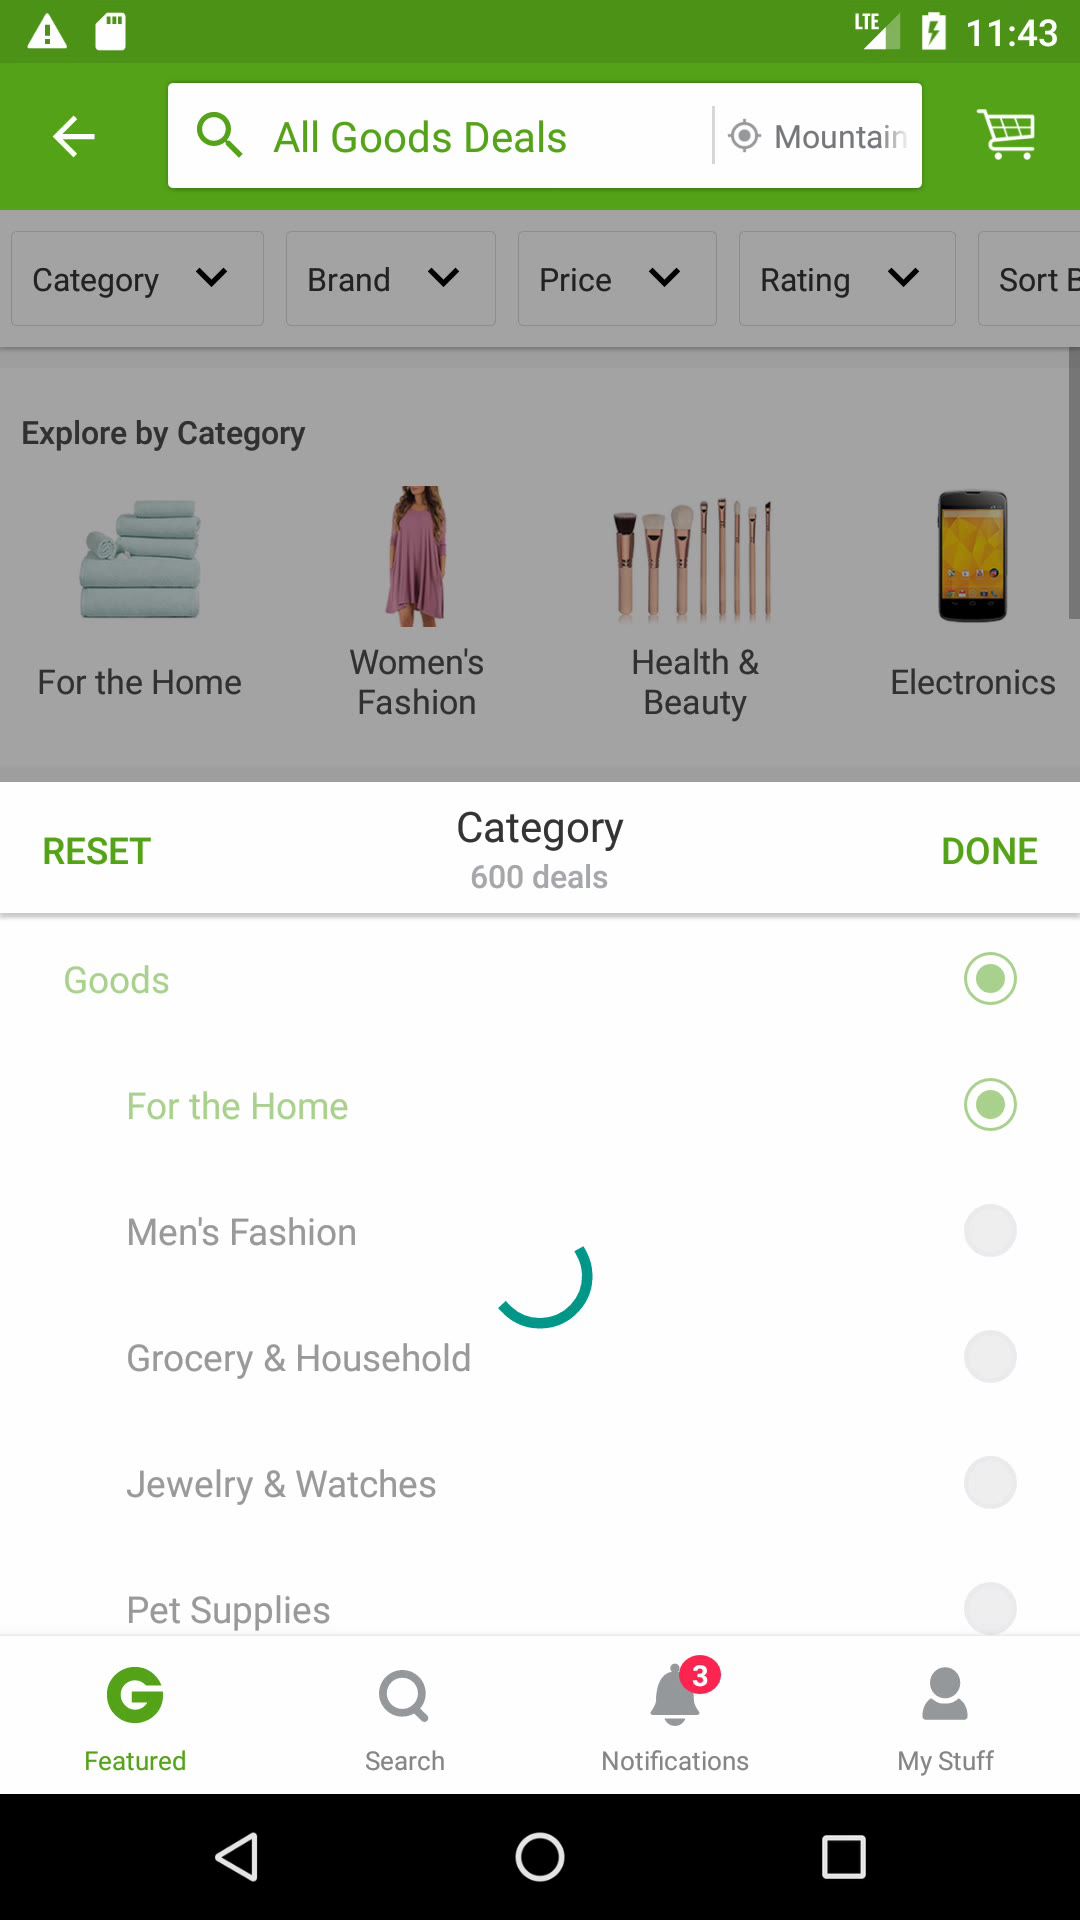 LTE 11:43
All Goods Deals Mountain
Category Brand Price Rating Sort B
Explore by Category
For the Home
Women's
Fashion
Health &
Beauty
Electronics
RESET Category DONE
600 deals
Goods
For the Home
Men's Fashion
Grocery & Household
Jewelry & Watches
Pet Supplies
3
Featured Search Notifications My Stuff